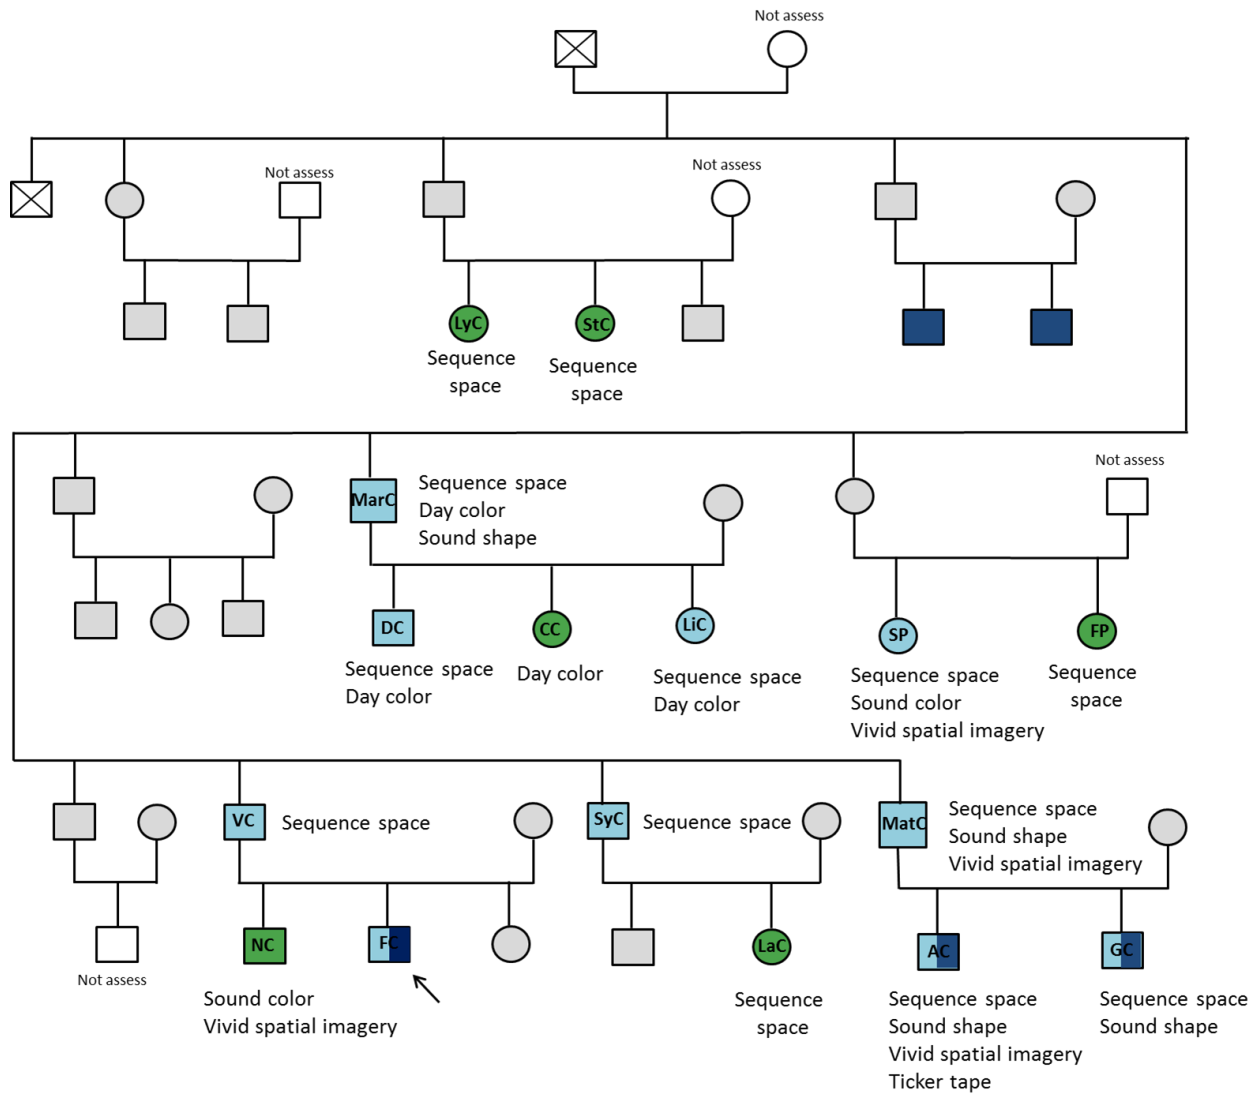 Not assess
Not assess
Not assess
LyC
StC
Sequence
space
Sequence
space
Not assess
MarC
Sequence space
Day color
Sound shape
DC
CC
LiC
SP
FP
Sequence space
Day color
Day color
Sequence space
Day color
Sequence space
Sound color
Vivid spatial imagery
Sequence
space
VC
Sequence space
SyC
Sequence space
MatC
Sequence space
Sound shape
Vivid spatial imagery
NC
FC
LaC
AC
GC
Not assess
Sound color
Vivid spatial imagery
Sequence
space
Sequence space
Sound shape
Vivid spatial imagery
Ticker tape
Sequence space
Sound shape